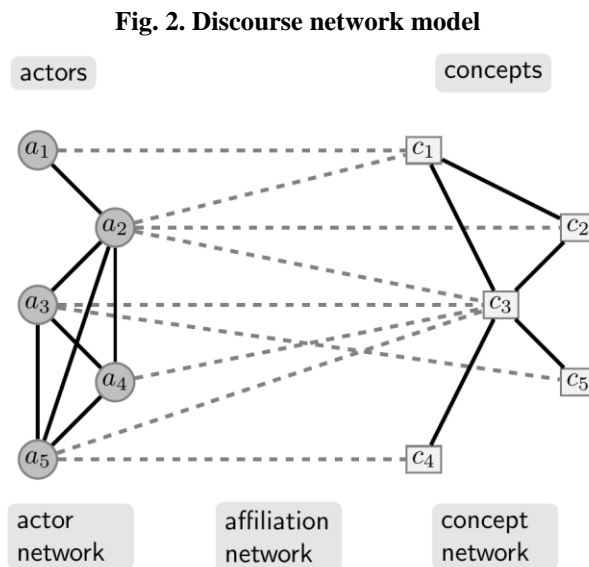 Fig. 2. Discourse network model
actors
concepts
a1
c1
a2
c2
a3
c3
a4
c5
a5
c4
actor
network
affiliation
network
concept
network